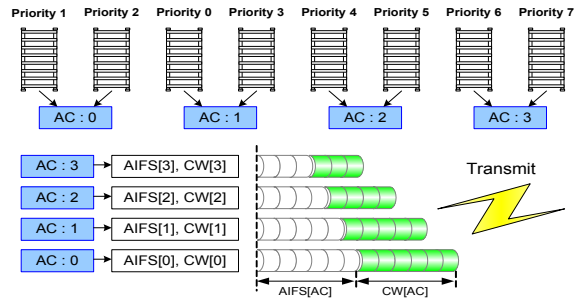 Priority 1 Priority 2 Priority 0 Priority 3 Priority 4 Priority 5 Priority 6 Priority 7
AC : 0 AC : 1 AC : 2 AC : 3
AC : 3 AIFS[3], CW[3]
AC : 2 AIFS[2], CW[2]
AC : 1 AIFS[1], CW[1]
AC : 0 AIFS[0], CW[0]
Transmit
AIFS[AC] CW[AC]